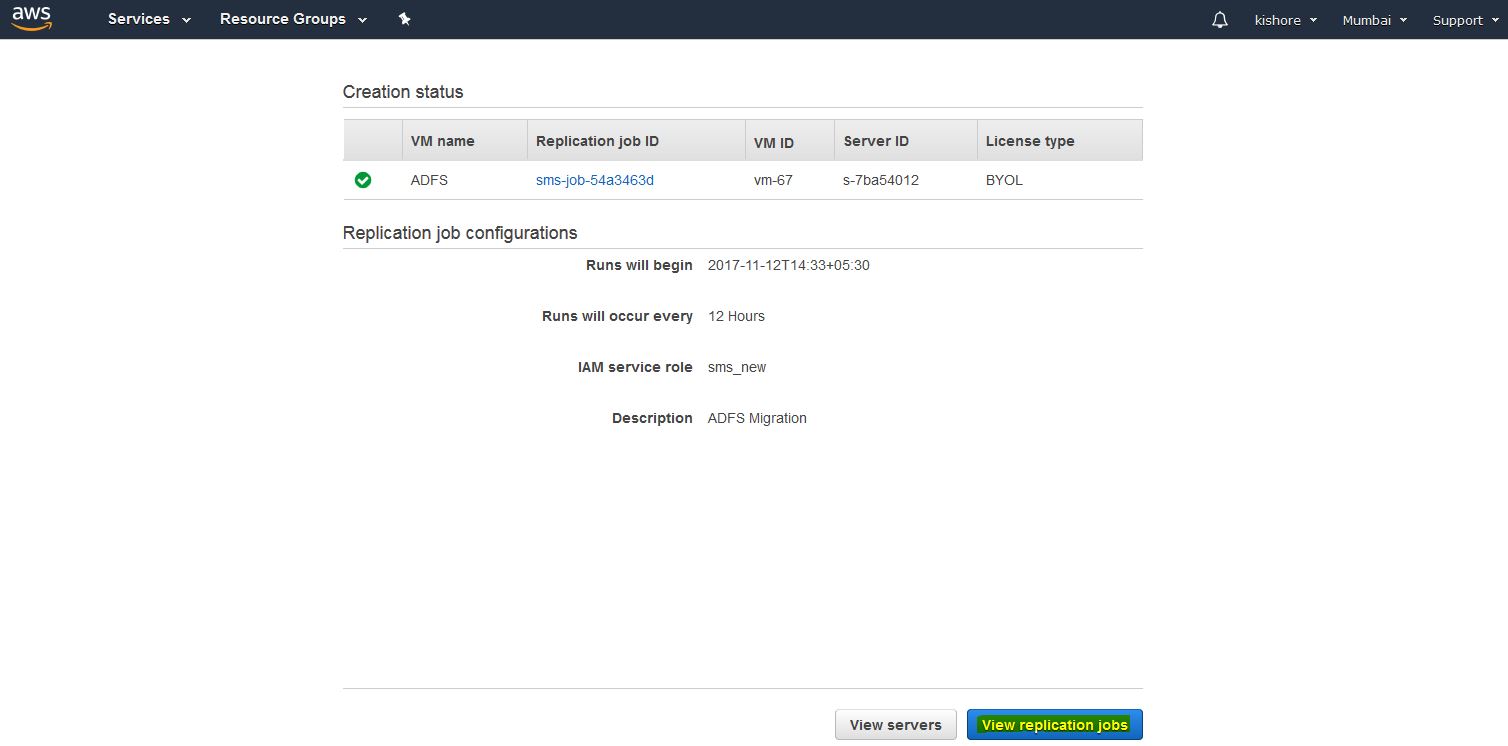 aws Services Resource Groups kishore Mumbai Support
Creation status
VM name Replication job ID VM ID Server ID License type
ADFS sms-job-54a3463d vm-67 s-7ba54012 BYOL
Replication job configurations
Runs will begin 2017-11-12T14:33+05:30
Runs will occur every 12 Hours
IAM service role sms_new
Description ADFS Migration
View servers View replication jobs